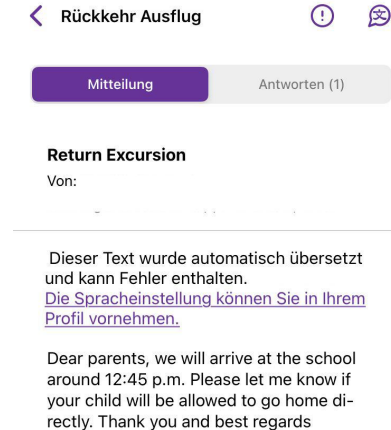 Rückkehr Ausflug
Mitteilung
Antworten (1)
Return Excursion
Von:
Dieser Text wurde automatisch übersetzt
und kann Fehler enthalten.
Die Spracheinstellung können Sie in Ihrem
Profil vornehmen.
Dear parents, we will arrive at the school
around 12:45 p.m. Please let me know if
your child will be allowed to go home di-
rectly. Thank you and best regards